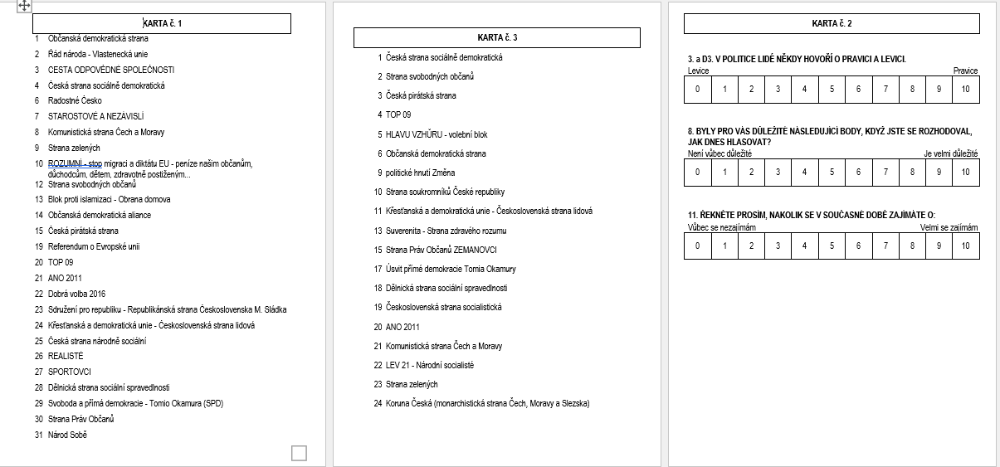 KARTA č. 1
1 Občanská demokratická strana
2 Řád národa - Vlastenecká unie
3 CESTA ODPOVĚDNÉ SPOLEČNOSTI
4 Česká strana sociálně demokratická
6 Radostné Česko
7 STAROSTOVÉ A NEZÁVISLÍ
8 Komunistická strana Čech a Moravy
9 Strana zelených
10 ROZUMNÍ - stop migraci a diktátu EU - peníze našim občanům,
důchodcům, dětem, zdravotně postiženým...
12 Strana svobodných občanů
13 Blok proti islamizaci - Obrana domova
14 Občanská demokratická aliance
15 Česká pirátská strana
19 Referendum o Evropské unii
20 TOP 09
21 ANO 2011
22 Dobrá volba 2016
23 Sdružení pro republiku - Republikánská strana Československa M. Sládka
24 Křesťanská a demokratická unie - Československá strana lidová
25 Česká strana národně sociální
26 REALISTÉ
27 SPORTOVCI
28 Dělnická strana sociální spravedlnosti
29 Svoboda a přímá demokracie - Tomio Okamura (SPD)
30 Strana Práv Občanů
31 Národ Sobě
KARTA č. 3
1 Česká strana sociálně demokratická
2 Strana svobodných občanů
3 Česká pirátská strana
4 TOP 09
5 HLAVU VZHŮRU - volební blok
6 Občanská demokratická strana
9 politické hnutí Změna
10 Strana soukromníků České republiky
11 Křesťanská a demokratická unie - Československá strana lidová
13 Suverenita - Strana zdravého rozumu
15 Strana Práv Občanů ZEMANOVCI
17 Úsvit přímé demokracie Tomia Okamury
18 Dělnická strana sociální spravedlnosti
19 Československá strana socialistická
20 ANO 2011
21 Komunistická strana Čech a Moravy
22 LEV 21 - Národní socialisté
23 Strana zelených
24 Koruna Česká (monarchistická strana Čech, Moravy a Slezska)
KARTA č. 2
3. a D3. V POLITICE LIDÉ NĚKDY HOVOŘÍ O PRAVICI A LEVICI.
Levice Pravice
0 1 2 3 4 5 6 7 8 9 10
8. BYLY PRO VÁS DŮLEŽITÉ NÁSLEDUJÍCÍ BODY, KDYŽ JSTE SE ROZHODOVAL,
JAK DNES HLASOVAT?
Není vůbec důležité Je velmi důležité
0 1 2 3 4 5 6 7 8 9 10
11. ŘEKNĚTE PROSÍM, NAKOLIK SE V SOUČASNÉ DOBĚ ZAJÍMÁTE O:
Vůbec se nezajímám Velmi se zajímám
0 1 2 3 4 5 6 7 8 9 10